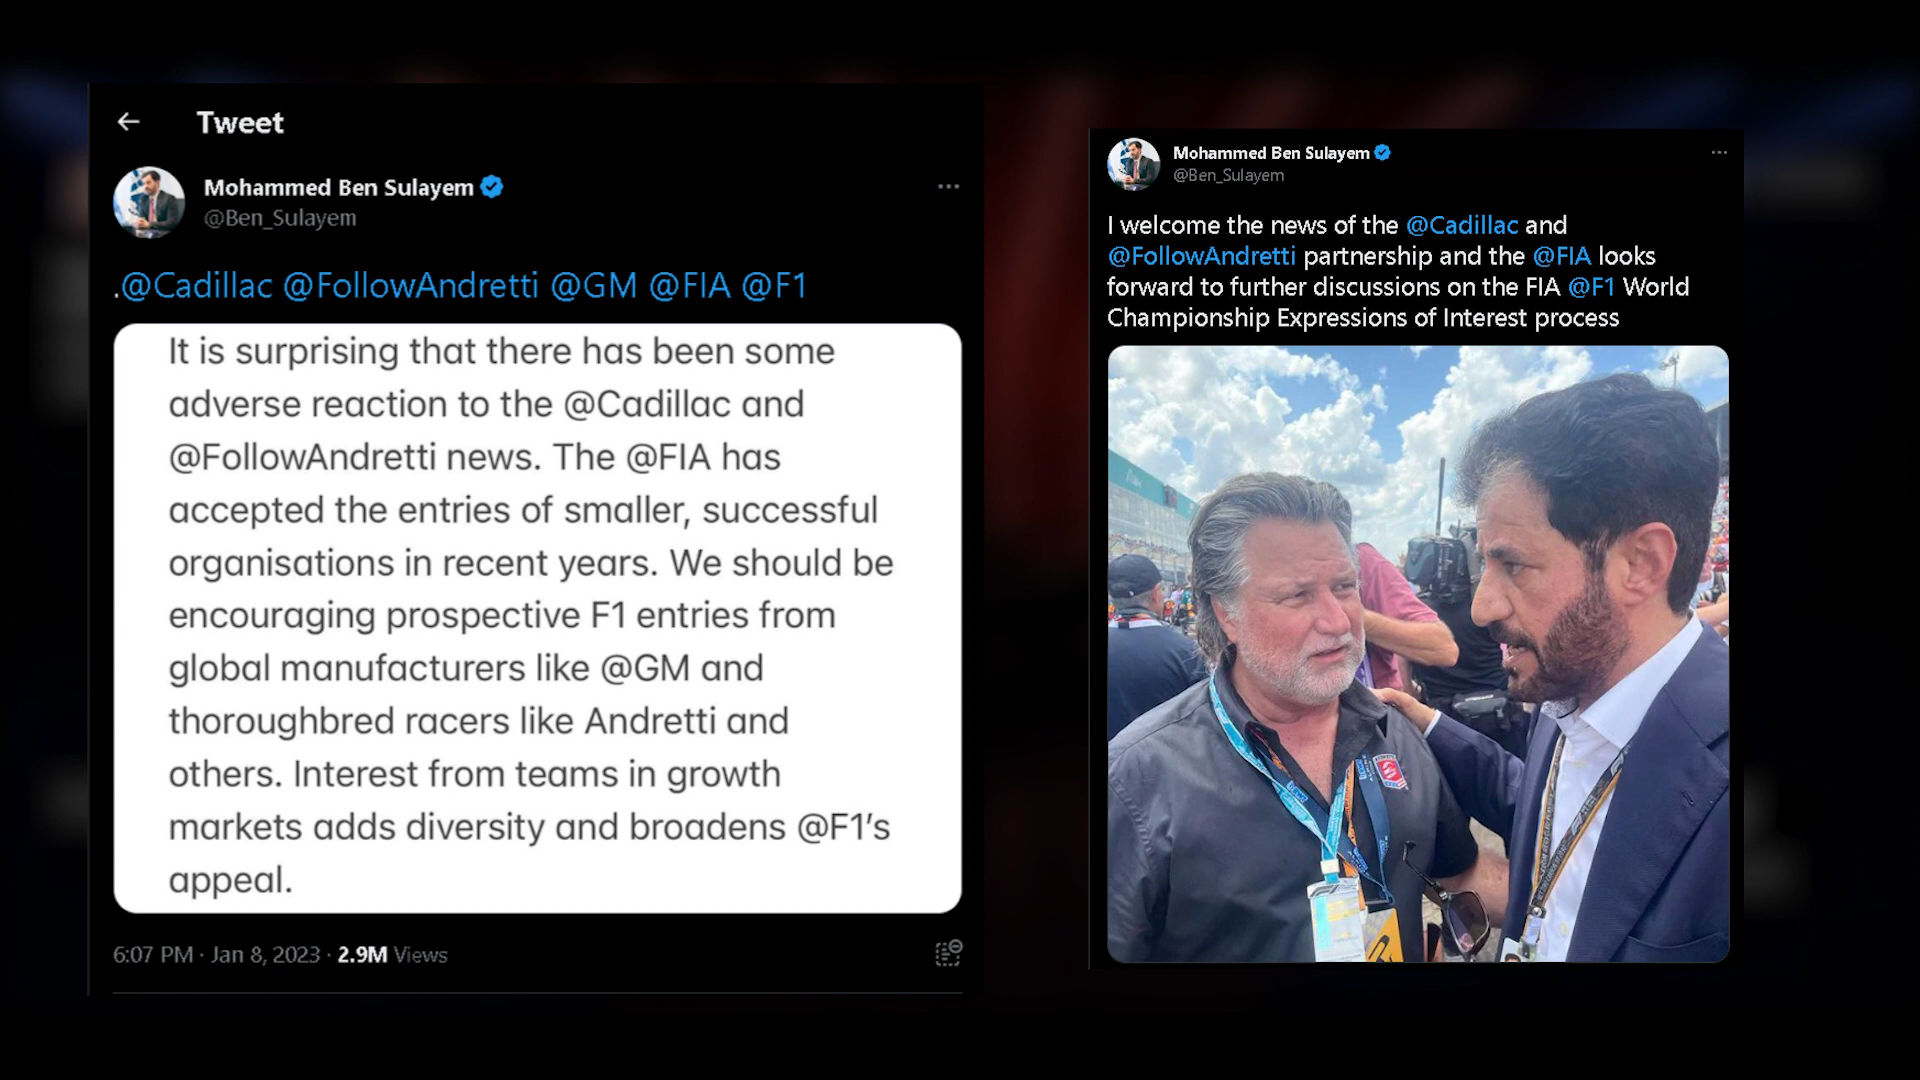 Tweet
Mohammed Ben Sulayem
@Ben_Sulayem
.@Cadillac @FollowAndretti @GM @FIA @F1
It is surprising that there has been some
adverse reaction to the @Cadillac and
@FollowAndretti news. The @FIA has
accepted the entries of smaller, successful
organisations in recent years. We should be
encouraging prospective F1 entries from
global manufacturers like @GM and
thoroughbred racers like Andretti and
others. Interest from teams in growth
markets adds diversity and broadens @F1's
appeal.
6:07 PM · Jan 8, 2023 · 2.9M Views
Mohammed Ben Sulayem
@Ben_Sulayem
I welcome the news of the @Cadillac and
@FollowAndretti partnership and the @FIA looks
forward to further discussions on the FIA @F1 World
Championship Expressions of Interest process